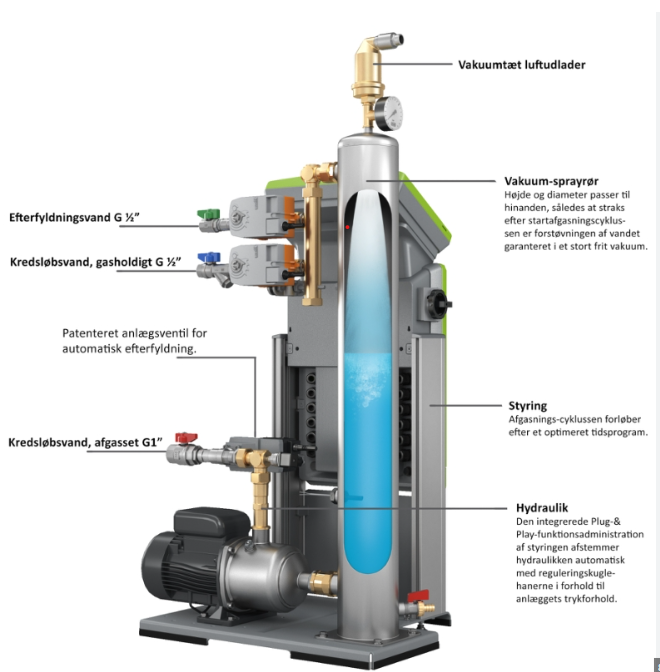 Vakuumtæt luftudlader
Vakuum-sprayrør
Højde og diameter passer til
hinanden, således at straks
efter startafgasningscyklus-
sen er forstøvningen af vandet
garanteret i et stort frit vakuum.
Efterfyldningsvand G ½”
Kredsløbsvand, gasholdigt G ½”
Patenteret anlægsventil for
automatisk efterfyldning.
Kredsløbsvand, afgasset G1”
Styring
Afgasnings-cyklussen forløber
efter et optimeret tidsprogram.
Hydraulik
Den integrerede Plug-&
Play-funktionsadministration
af styringen afstemmer
hydraulikken automatisk
med reguleringskugle-
hanerne i forhold til
anlæggets trykforhold.